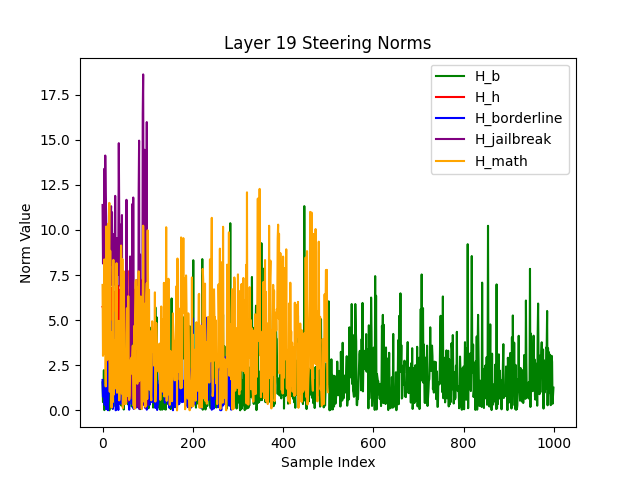 Layer 19 Steering Norms
H_b
H_h
H_borderline
H_jailbreak
H_math
Norm Value
17.5
15.0
12.5
10.0
7.5
5.0
2.5
0.0
0
200
400
600
800
1000
Sample Index